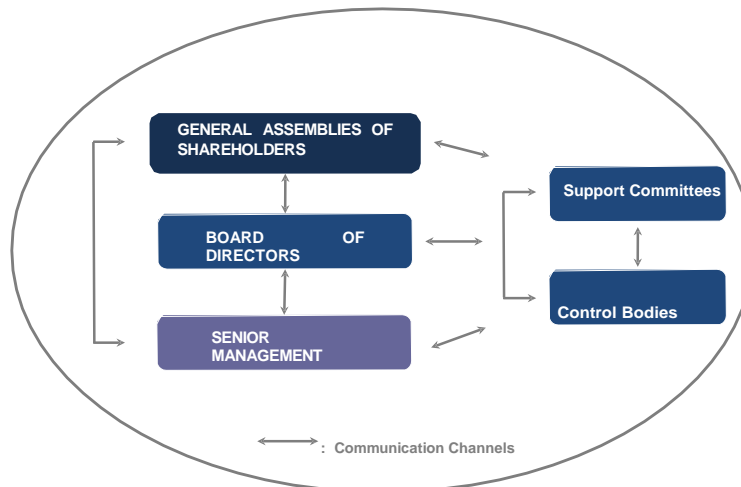 GENERAL ASSEMBLIES OF
SHAREHOLDERS
Support Committees
BOARD OF
DIRECTORS
Control Bodies
SENIOR
MANAGEMENT
: Communication Channels